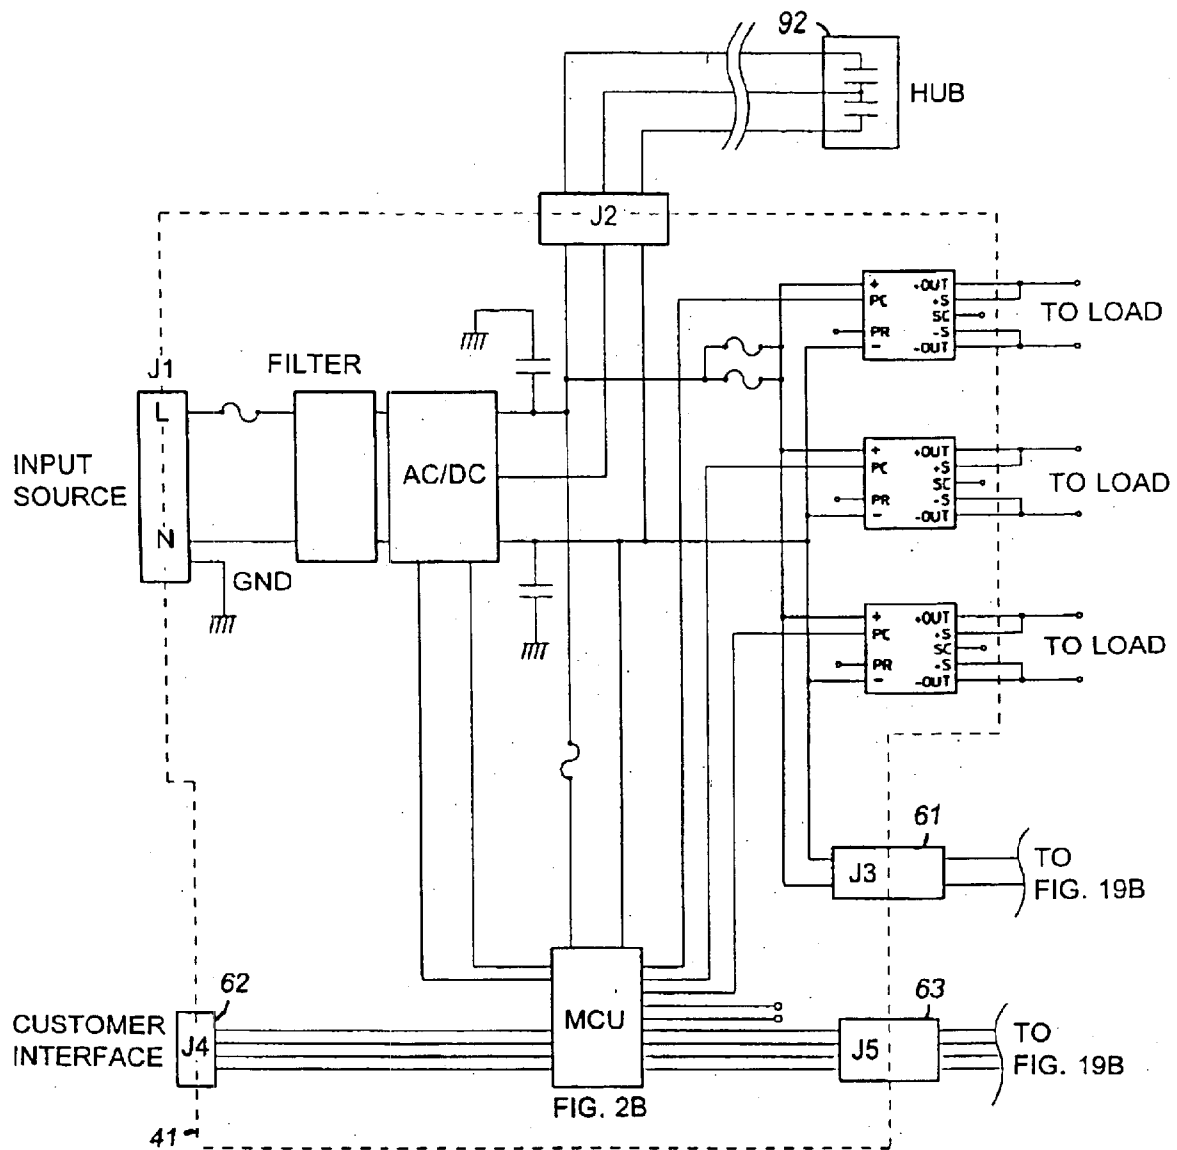 92
HUB
J2
+ +OUT
PC +S
SC
PR -S
- -OUT
TO LOAD
J1
FILTER
L
INPUT
SOURCE
AC/DC
N
GND
+ +OUT
PC +S
SC
PR -S
- -OUT
TO LOAD
+ +OUT
PC +S
SC
PR +S
- -OUT
TO LOAD
61
J3
TO
FIG. 19B
62
63
CUSTOMER
INTERFACE
J4
MCU
J5
TO
FIG. 19B
FIG. 2B
41